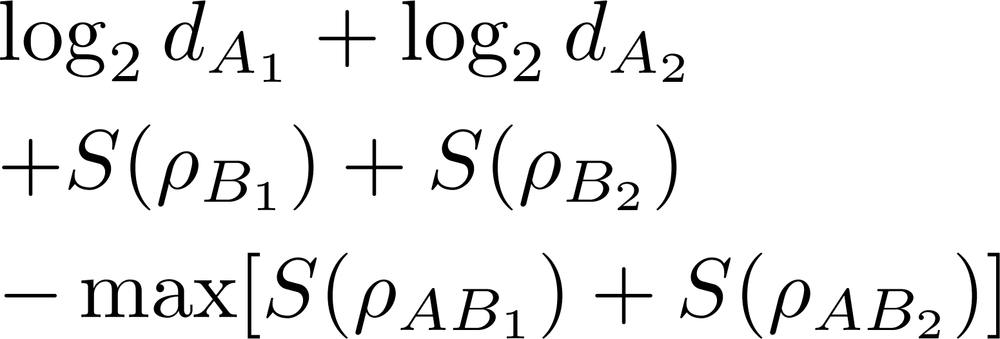 log₂ d_{A₁} + log₂ d_{A₂}
+S(ρ_{B₁}) + S(ρ_{B₂})
− max[S(ρ_{AB₁}) + S(ρ_{AB₂})]